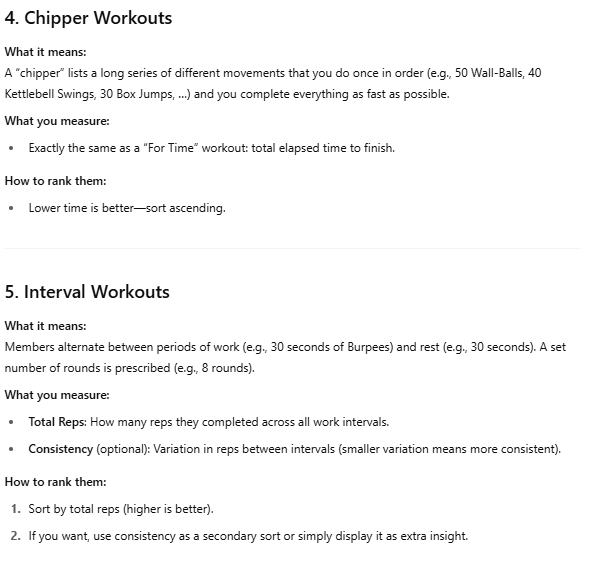 4. Chipper Workouts
What it means:
A “chipper” lists a long series of different movements that you do once in order (e.g., 50 Wall-Balls, 40
Kettlebell Swings, 30 Box Jumps, ...) and you complete everything as fast as possible.
What you measure:
• Exactly the same as a “For Time” workout: total elapsed time to finish.
How to rank them:
• Lower time is better—sort ascending.
5. Interval Workouts
What it means:
Members alternate between periods of work (e.g., 30 seconds of Burpees) and rest (e.g., 30 seconds). A set
number of rounds is prescribed (e.g., 8 rounds).
What you measure:
• Total Reps: How many reps they completed across all work intervals.
• Consistency (optional): Variation in reps between intervals (smaller variation means more consistent).
How to rank them:
1. Sort by total reps (higher is better).
2. If you want, use consistency as a secondary sort or simply display it as extra insight.